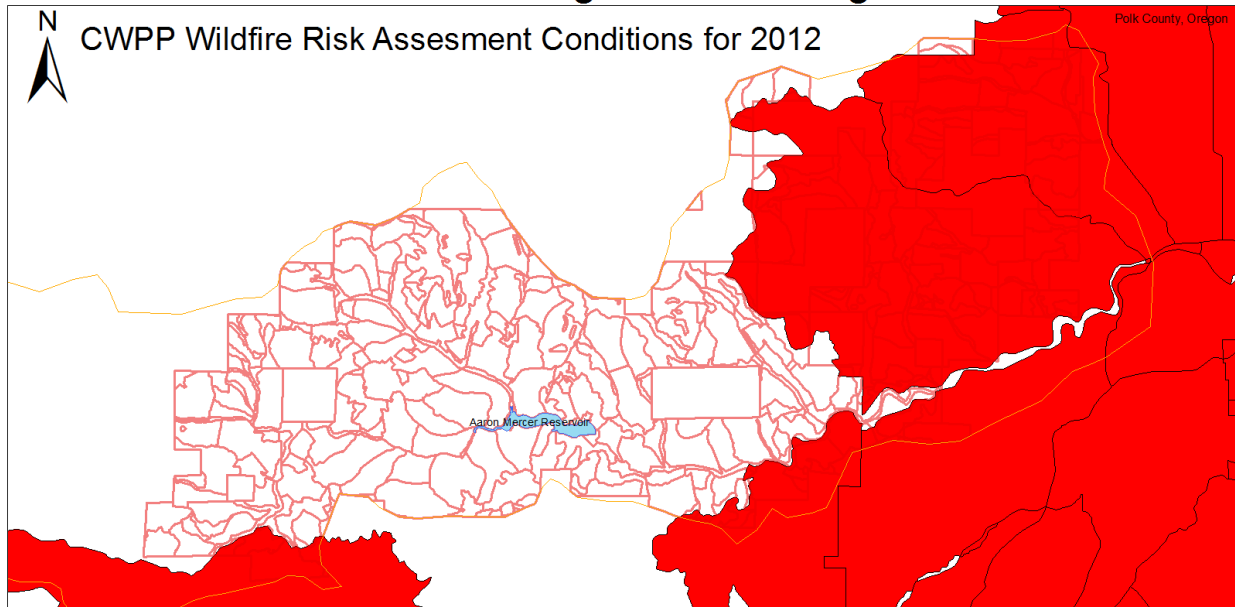 N
CWPP Wildfire Risk Assesment Conditions for 2012
Polk County, Oregon
Aaron Mercer Reservoir